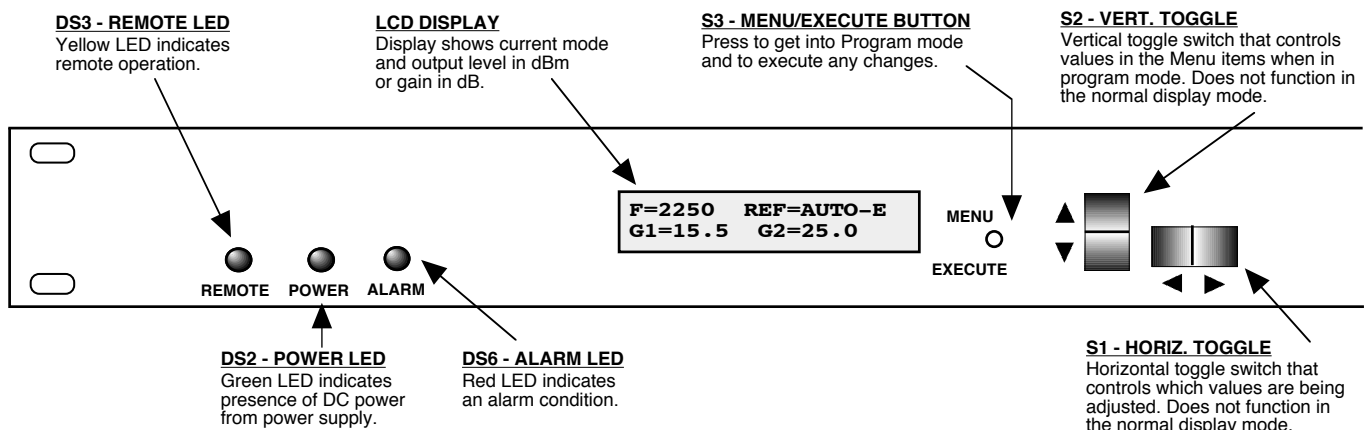 DS3 - REMOTE LED
Yellow LED indicates
remote operation.
LCD DISPLAY
Display shows current mode
and output level in dBm
or gain in dB.
S3 - MENU/EXECUTE BUTTON
Press to get into Program mode
and to execute any changes.
S2 - VERT. TOGGLE
Vertical toggle switch that controls
values in the Menu items when in
program mode. Does not function in
the normal display mode.
F=2250 REF=AUTO-E
G1=15.5 G2=25.0
MENU
EXECUTE
REMOTE POWER ALARM
DS2 - POWER LED
Green LED indicates
presence of DC power
from power supply.
DS6 - ALARM LED
Red LED indicates
an alarm condition.
S1 - HORIZ. TOGGLE
Horizontal toggle switch that
controls which values are being
adjusted. Does not function in
the normal display mode.